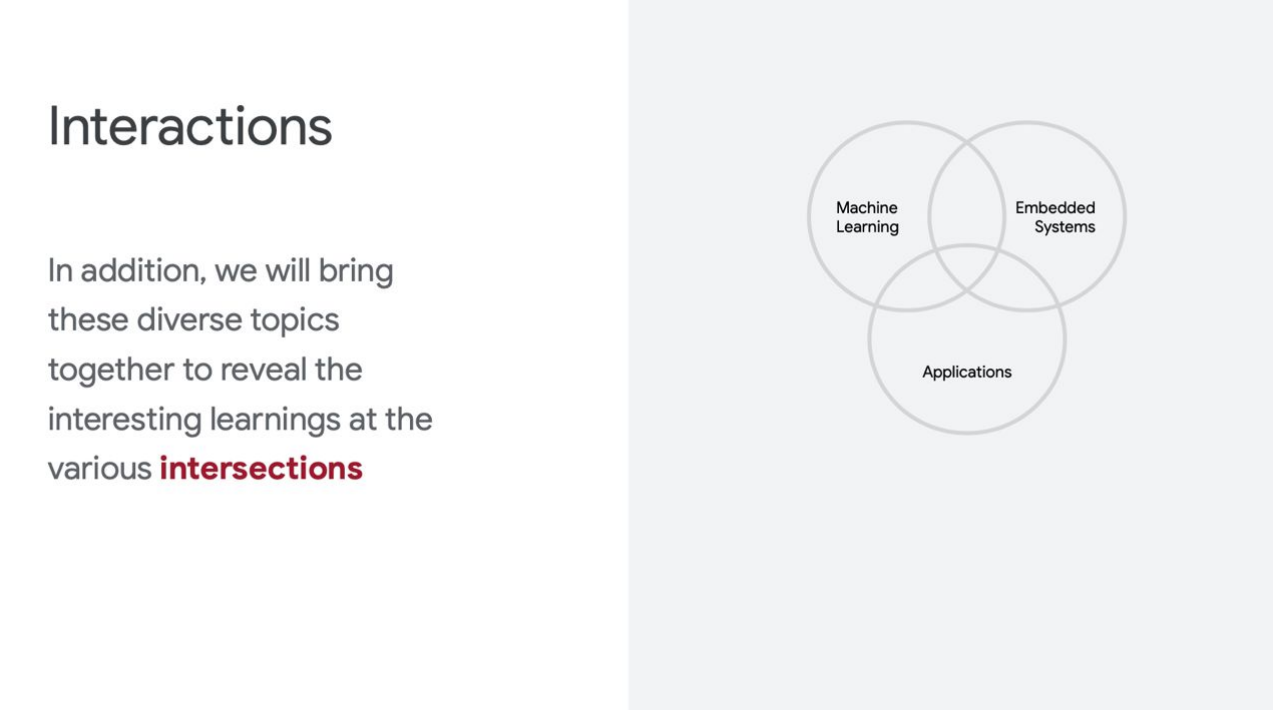 Interactions
In addition, we will bring
these diverse topics
together to reveal the
interesting learnings at the
various intersections
Machine
Learning
Embedded
Systems
Applications